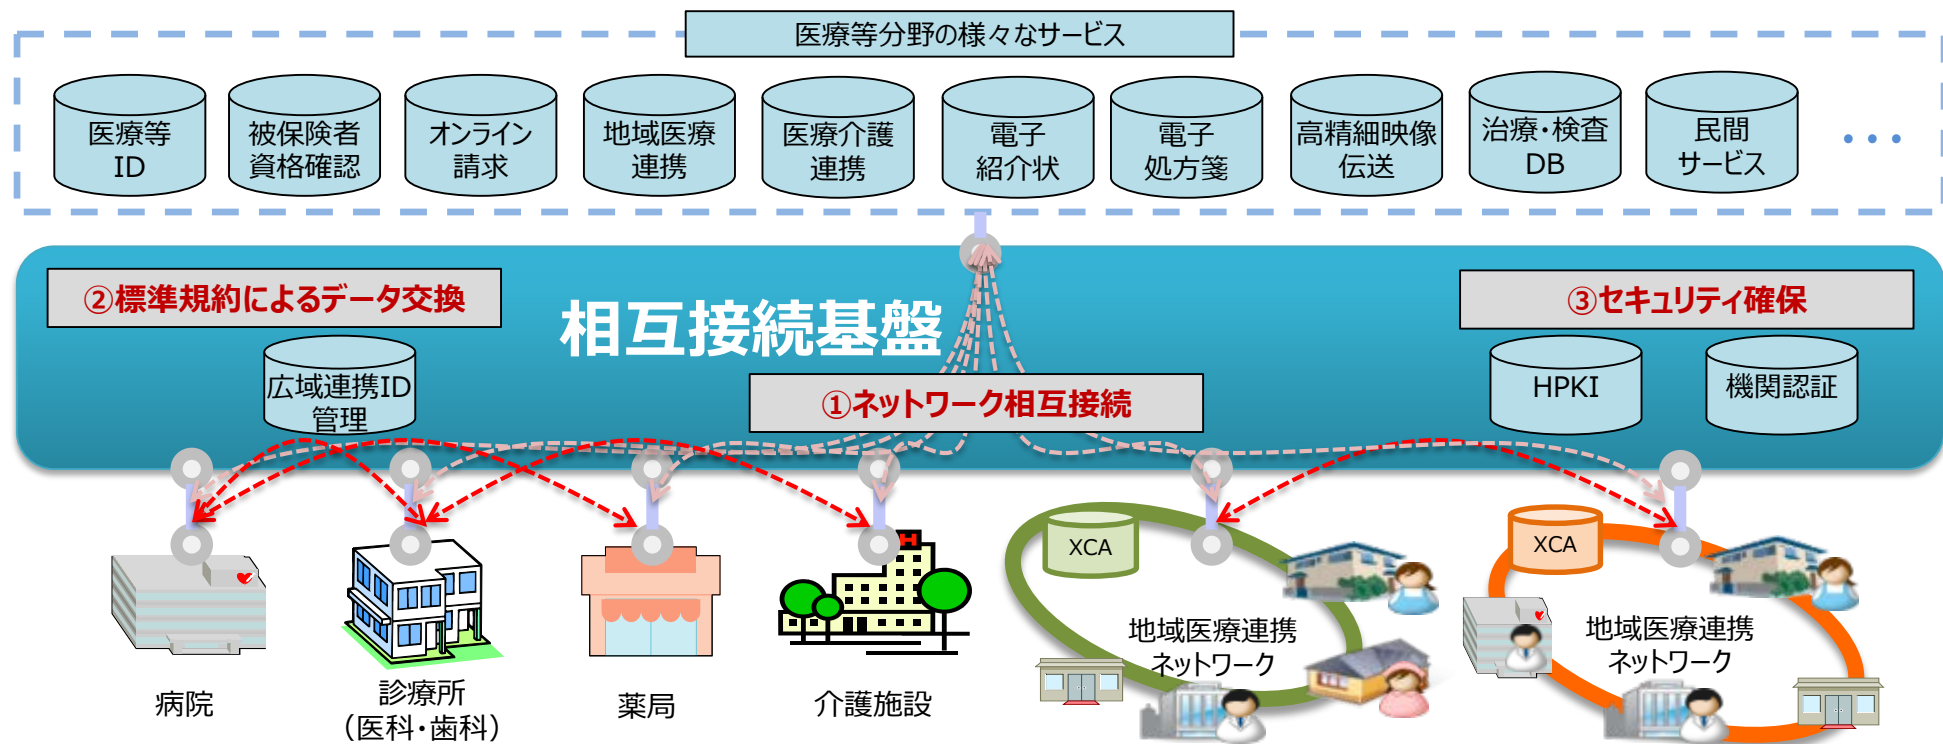 医療等分野の様々なサービス
医療等
ID
被保険者
資格確認
オンライン
請求
地域医療
連携
医療介護
連携
電子
紹介状
電子
処方箋
高精細映像
伝送
治療・検査
DB
民間
サービス
・・・
②標準規約によるデータ交換
相互接続基盤
③セキュリティ確保
広域連携ID
管理
①ネットワーク相互接続
HPKI
機関認証
XCA
XCA
H
地域医療連携
ネットワーク
地域医療連携
ネットワーク
病院
診療所
（医科・歯科）
薬局
介護施設